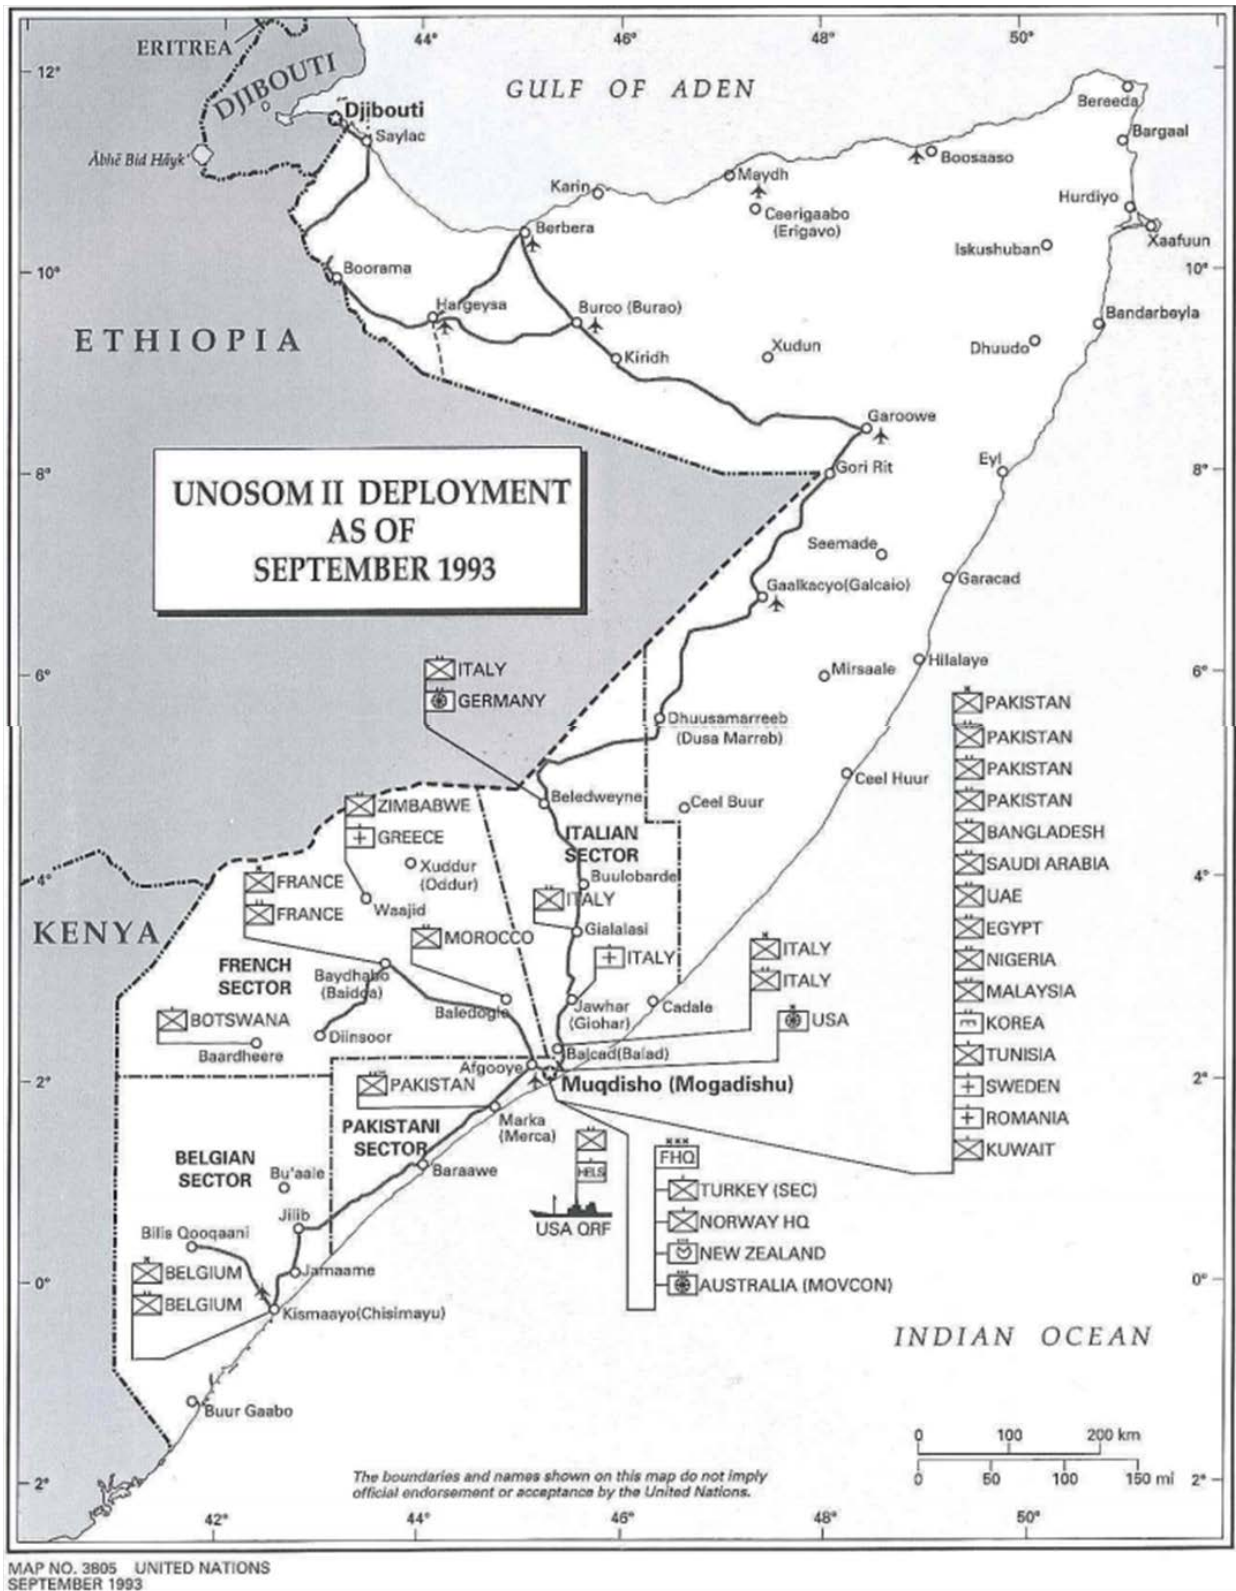 44°
46°
48°
50°
ERITREA
12°
DJIBOUTI
GULF OF ADEN
Djibouti
Saylac
Bereeda
Bargaal
Ābhē Bid Hāyk'
Boosaaso
Maydh
Karin
Ceerigaabo
(Erigavo)
Hurdiyo
Berbera
Xaafuun
Iskushuban
10°
Boorama
10°
Hargeysa
Burco (Burao)
Bandarbeyla
ETHIOPIA
Kiridh
Xudun
Dhuudo
Garoowe
8°
Gori Rit
Eyl
8°
UNOSOM II DEPLOYMENT
AS OF
SEPTEMBER 1993
Seemade
Gaalkacyo(Galcaio)
Garacad
6°
ITALY
GERMANY
Mirsaale
Hilalaye
6°
Dhuusamarreeb
(Dusa Marreb)
Ceel Huur
Beledweyne
Ceel Buur
ZIMBABWE
GREECE
ITALIAN
SECTOR
Xuddur
(Oddur)
Waajid
Buulobarde
4°
FRANCE
FRANCE
4°
ITALY
Gialalasi
KENYA
MOROCCO
ITALY
ITALY
ITALY
FRENCH
SECTOR
Baydhabo
(Baidoa)
Baledogle
Jawhar
(Giohar)
Cadale
USA
BOTSWANA
Baardheere
Diinsoor
Balcad(Balad)
Afgooye
2°
Muqdisho (Mogadishu)
2°
PAKISTAN
PAKISTANI
SECTOR
Marka
(Merca)
BELGIAN
SECTOR
Bu'aale
Baraawe
Jilib
Bilis Qooqaani
BELGIUM
BELGIUM
Jamaame
0°
Kismaayo(Chisimayu)
0°
Buur Gaabo
PAKISTAN
PAKISTAN
PAKISTAN
PAKISTAN
BANGLADESH
SAUDI ARABIA
UAE
EGYPT
NIGERIA
MALAYSIA
KOREA
TUNISIA
SWEDEN
ROMANIA
KUWAIT
HELS
USA QRF
xxx
FHQ
TURKEY (SEC)
NORWAY HQ
NEW ZEALAND
AUSTRALIA (MOVCON)
INDIAN OCEAN
0 100 200 km
0 50 100 150 mi
The boundaries and names shown on this map do not imply
official endorsement or acceptance by the United Nations.
2°
2°
42°
44°
46°
48°
50°
MAP NO. 3805 UNITED NATIONS
SEPTEMBER 1993